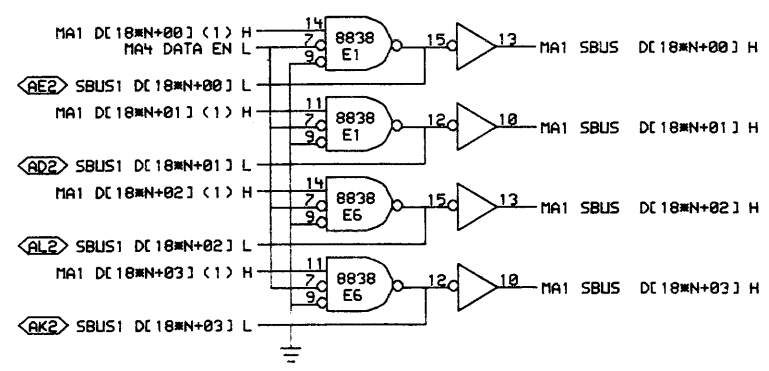 MA1 D[18*N+00] (1) H 14 8838 15 13 MA1 SBUS D[18*N+00] H
MA4 DATA EN L 7 E1
9
AE2 SBUS1 D[18*N+00] L
MA1 D[18*N+01] (1) H 11 8838 12 10 MA1 SBUS D[18*N+01] H
7 E1
9
AD2 SBUS1 D[18*N+01] L
MA1 D[18*N+02] (1) H 14 8838 15 13 MA1 SBUS D[18*N+02] H
7 E6
9
AL2 SBUS1 D[18*N+02] L
MA1 D[18*N+03] (1) H 11 8838 12 10 MA1 SBUS D[18*N+03] H
7 E6
9
AK2 SBUS1 D[18*N+03] L